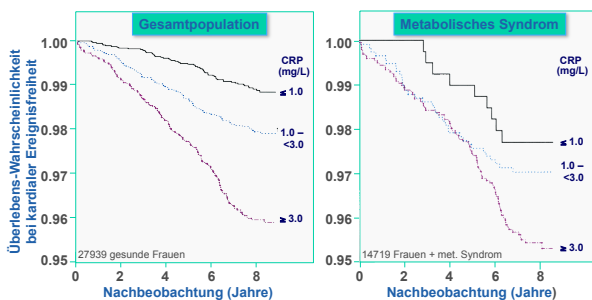 Gesamtpopulation
Metabolisches Syndrom
Überlebens-Wahrscheinlichkeit
bei kardialer Ereignisfreiheit
1.00
0.99
0.98
0.97
0.96
0.95
CRP
(mg/L)
≦ 1.0
1.0 –
<3.0
≧ 3.0
27939 gesunde Frauen
0 2 4 6 8
Nachbeobachtung (Jahre)
1.00
0.99
0.98
0.97
0.96
0.95
CRP
(mg/L)
≦ 1.0
1.0 –
<3.0
≧ 3.0
14719 Frauen + met. Syndrom
0 2 4 6 8
Nachbeobachtung (Jahre)